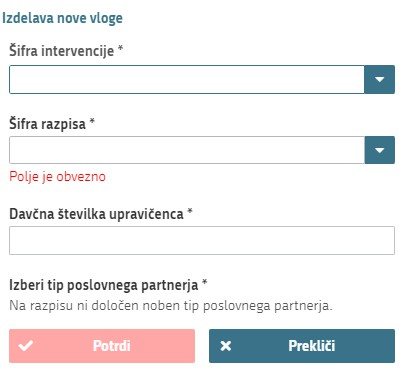 Izdelava nove vloge
Šifra intervencije *
Šifra razpisa *
Polje je obvezno
Davčna številka upravičenca *
Izberi tip poslovnega partnerja *
Na razpisu ni določen noben tip poslovnega partnerja.
Potrdi
Prekliči